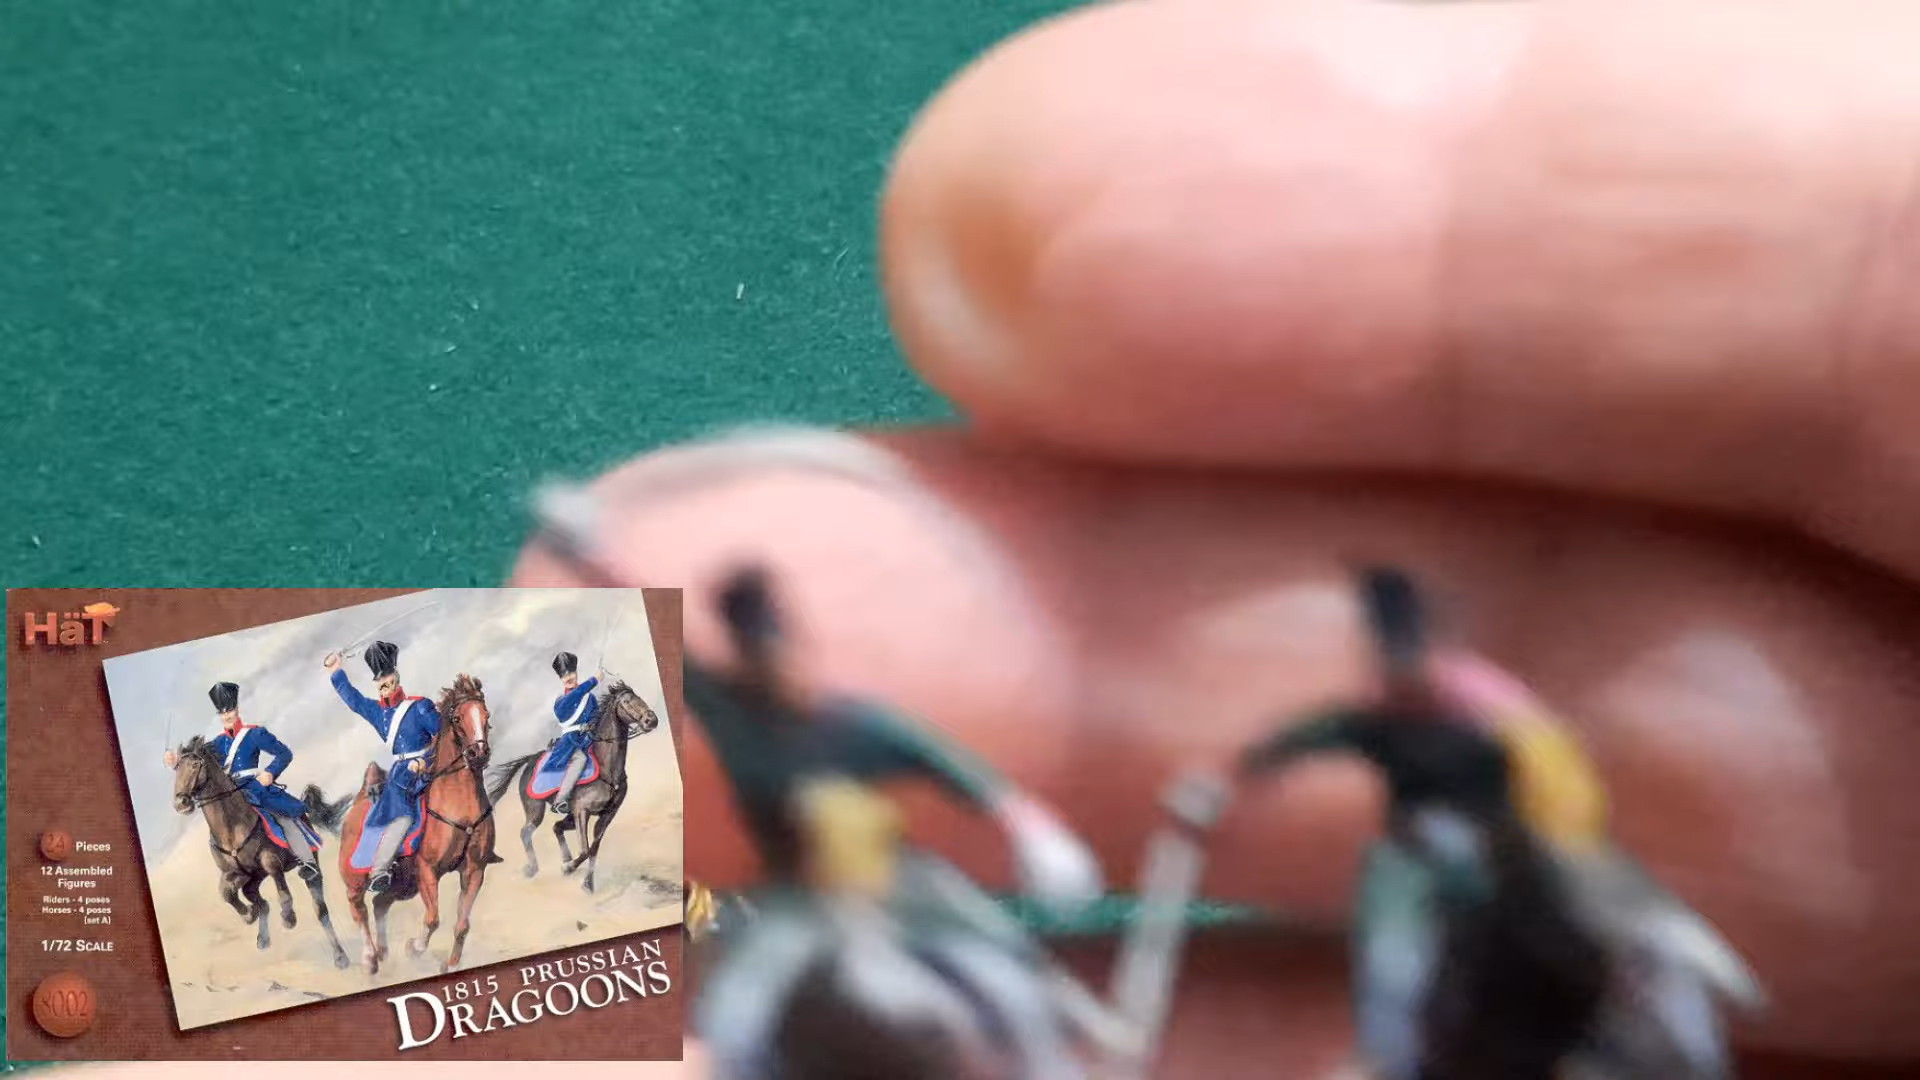 HäT
24 Pieces
12 Assembled
Figures
Riders - 4 poses
Horses - 4 poses
(set A)
1/72 SCALE
8002
1815 PRUSSIAN
DRAGOONS